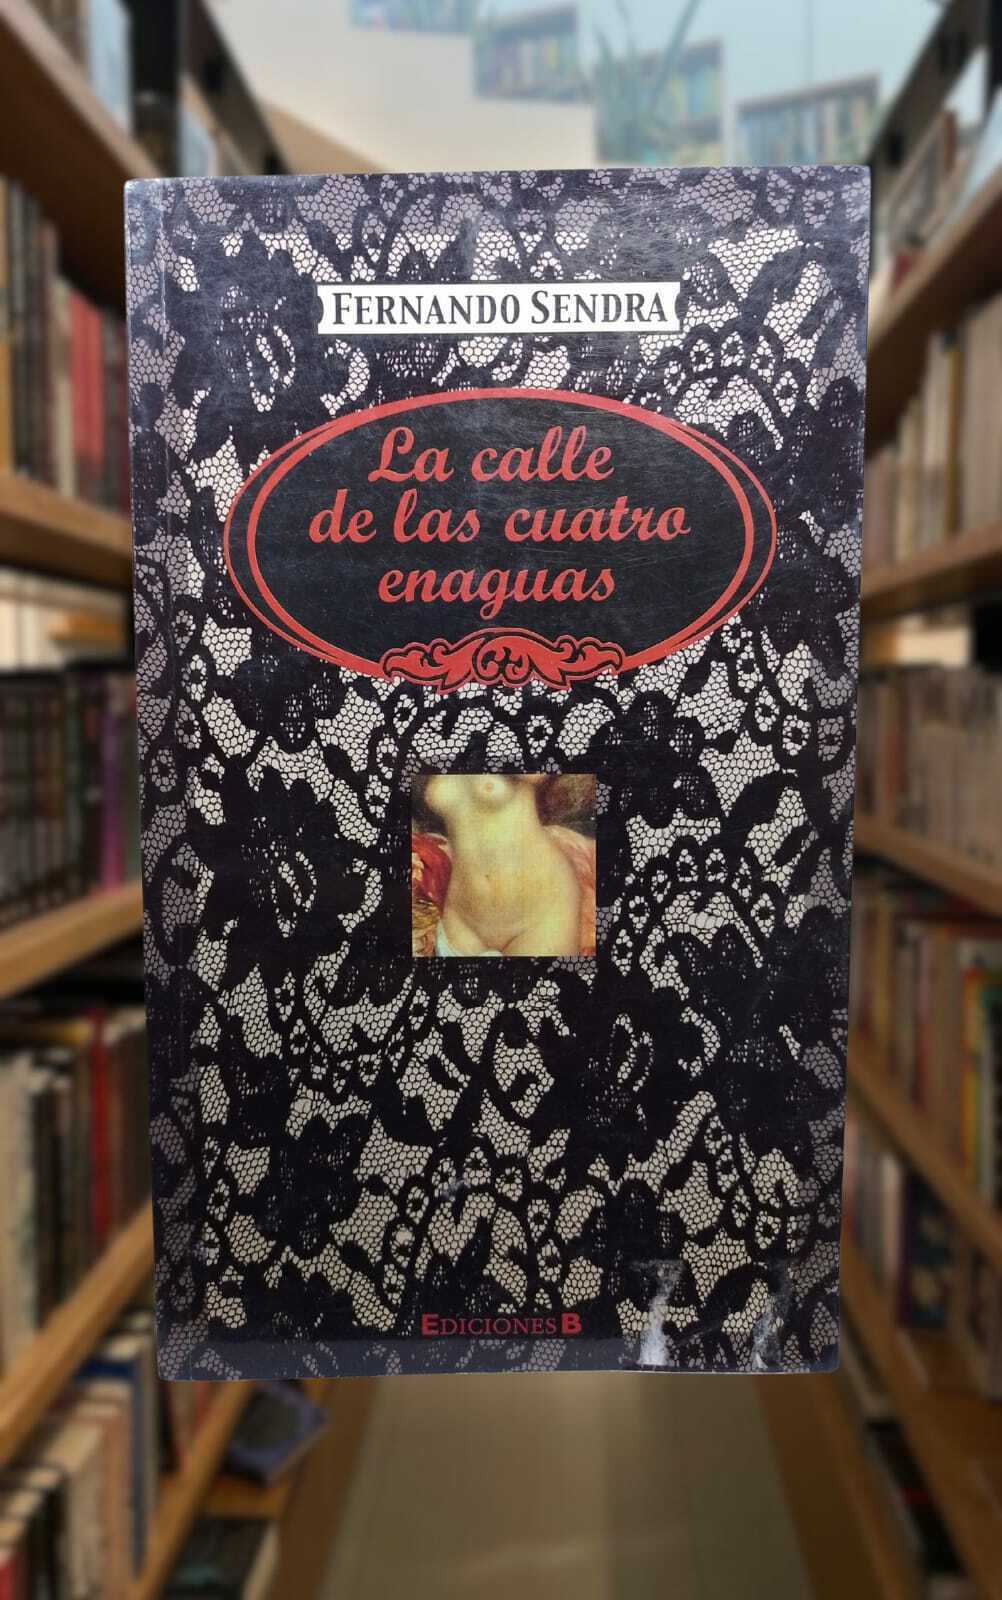 FERNANDO SENDRA
La calle
de las cuatro
enaguas
EDICIONES B